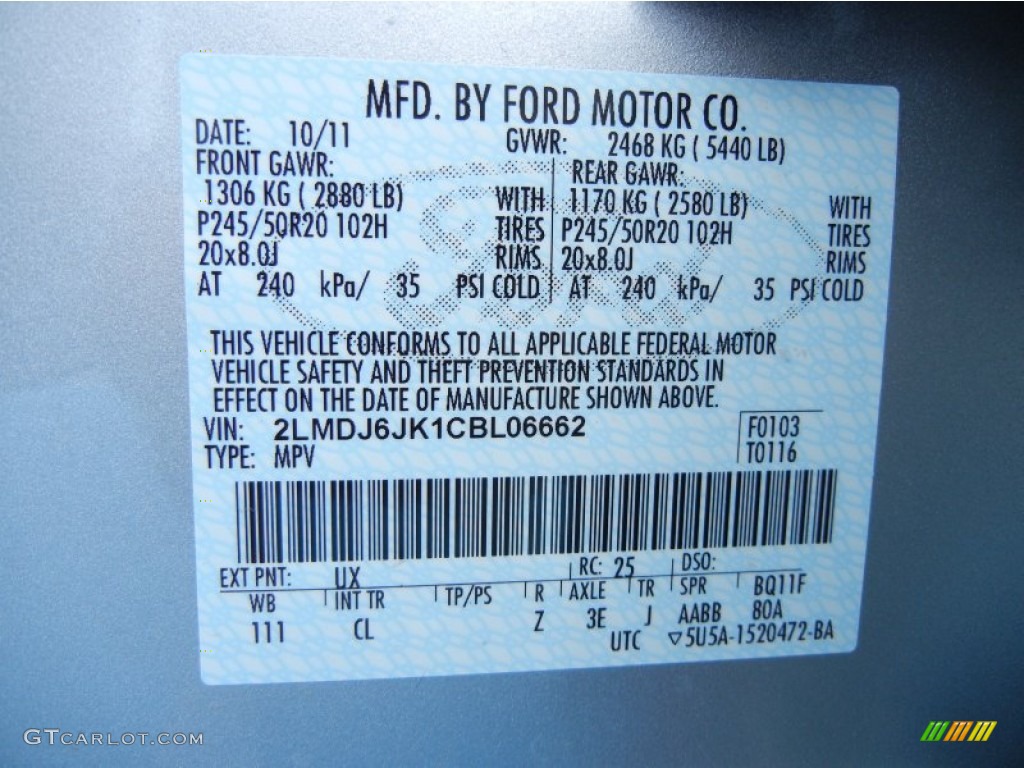 MFD. BY FORD MOTOR CO.
DATE: 10/11 GVWR: 2468 KG ( 5440 LB)
FRONT GAWR: REAR GAWR:
1306 KG ( 2880 LB) WITH 1170 KG ( 2580 LB) WITH
P245/50R20 102H TIRES P245/50R20 102H TIRES
20x8.0J RIMS 20x8.0J RIMS
AT 240 kPa/ 35 PSI COLD AT 240 kPa/ 35 PSI COLD
THIS VEHICLE CONFORMS TO ALL APPLICABLE FEDERAL MOTOR
VEHICLE SAFETY AND THEFT PREVENTION STANDARDS IN
EFFECT ON THE DATE OF MANUFACTURE SHOWN ABOVE.
VIN: 2LMDJ6JK1CBL06662 F0103
TYPE: MPV T0116
EXT PNT: UX RC: 25 DSO:
WB INT TR TP/PS R AXLE TR SPR BQ11F
111 CL Z 3E J AABB 80A
UTC ▽5U5A-1520472-BA
GTCARLOT.COM